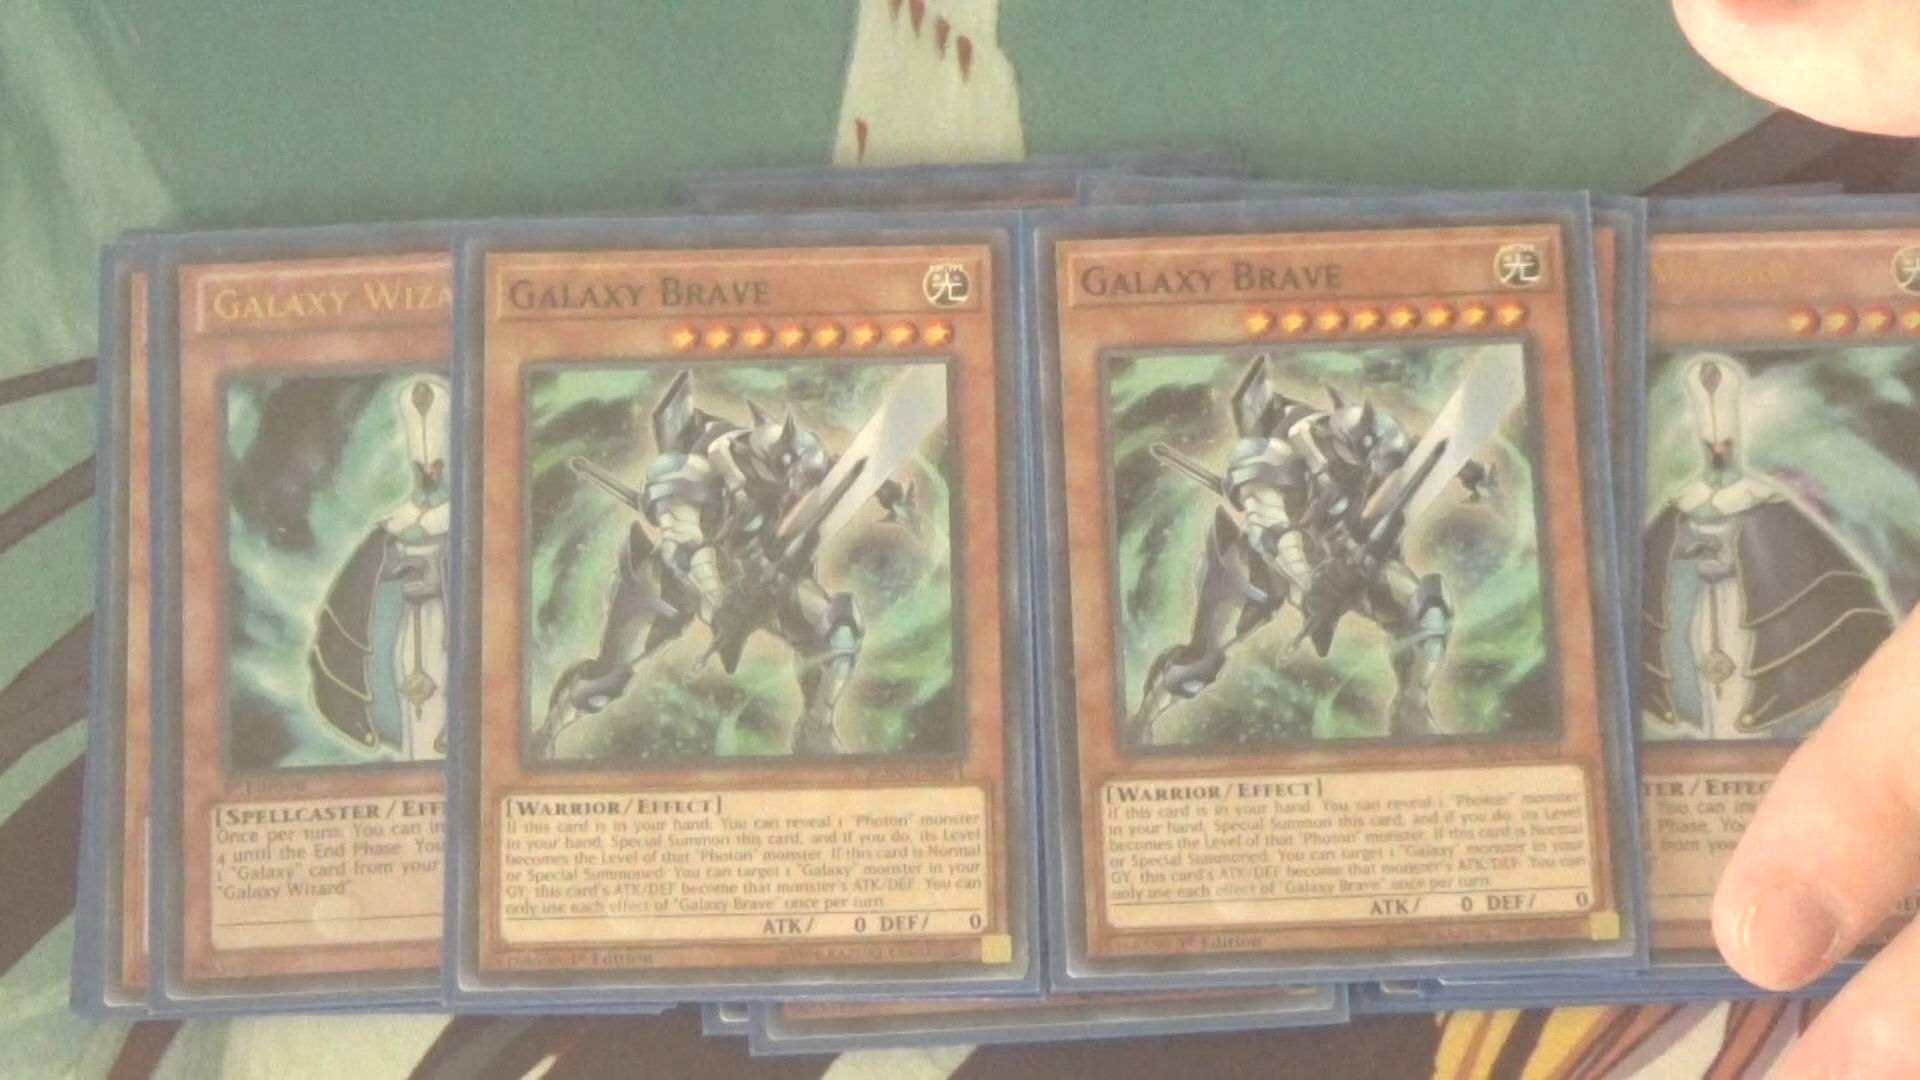 GALAXY WIZA
1st Edition
[SPELLCASTER / EFF
Once per turn: You can in
4 until the End Phase. You
1 "Galaxy" card from your
"Galaxy Wizard"
GALAXY BRAVE
光
[WARRIOR/EFFECT]
If this card is in your hand: You can reveal 1 "Photon" monster
in your hand; Special Summon this card, and if you do, its Level
becomes the Level of that "Photon" monster. If this card is Normal
or Special Summoned: You can target 1 "Galaxy" monster in your
GY; this card's ATK/DEF become that monster's ATK/DEF. You can
only use each effect of "Galaxy Brave" once per turn.
ATK/ 0 DEF/ 0
1st Edition
GALAXY BRAVE
光
[WARRIOR/EFFECT]
If this card is in your hand: You can reveal 1 "Photon" monster
in your hand; Special Summon this card, and if you do, its Level
becomes the Level of that "Photon" monster. If this card is Normal
or Special Summoned: You can target 1 "Galaxy" monster in your
GY; this card's ATK/DEF become that monster's ATK/DEF. You can
only use each effect of "Galaxy Brave" once per turn.
ATK/ 0 DEF/ 0
1st Edition
TER / EFFEC
You can in
Phase. You
from you